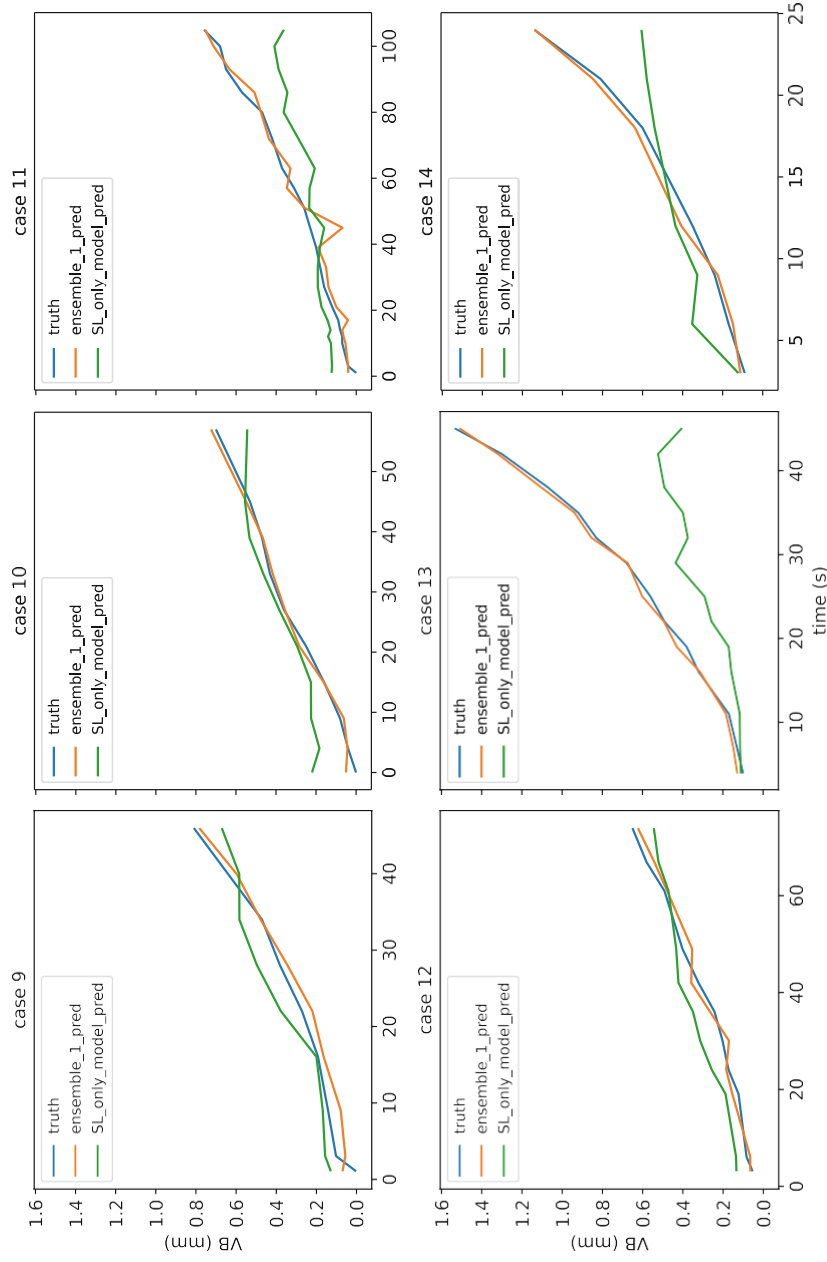 case 9
truth
ensemble_1_pred
SL_only_model_pred
1.6
1.4
1.2
1.0
0.8
0.6
0.4
0.2
0.0
VB (mm)
0 10 20 30 40
case 10
truth
ensemble_1_pred
SL_only_model_pred
0 10 20 30 40 50
case 11
truth
ensemble_1_pred
SL_only_model_pred
0 20 40 60 80 100
case 12
truth
ensemble_1_pred
SL_only_model_pred
1.6
1.4
1.2
1.0
0.8
0.6
0.4
0.2
0.0
VB (mm)
0 20 40 60
case 13
truth
ensemble_1_pred
SL_only_model_pred
10 20 30 40
time (s)
case 14
truth
ensemble_1_pred
SL_only_model_pred
5 10 15 20 25